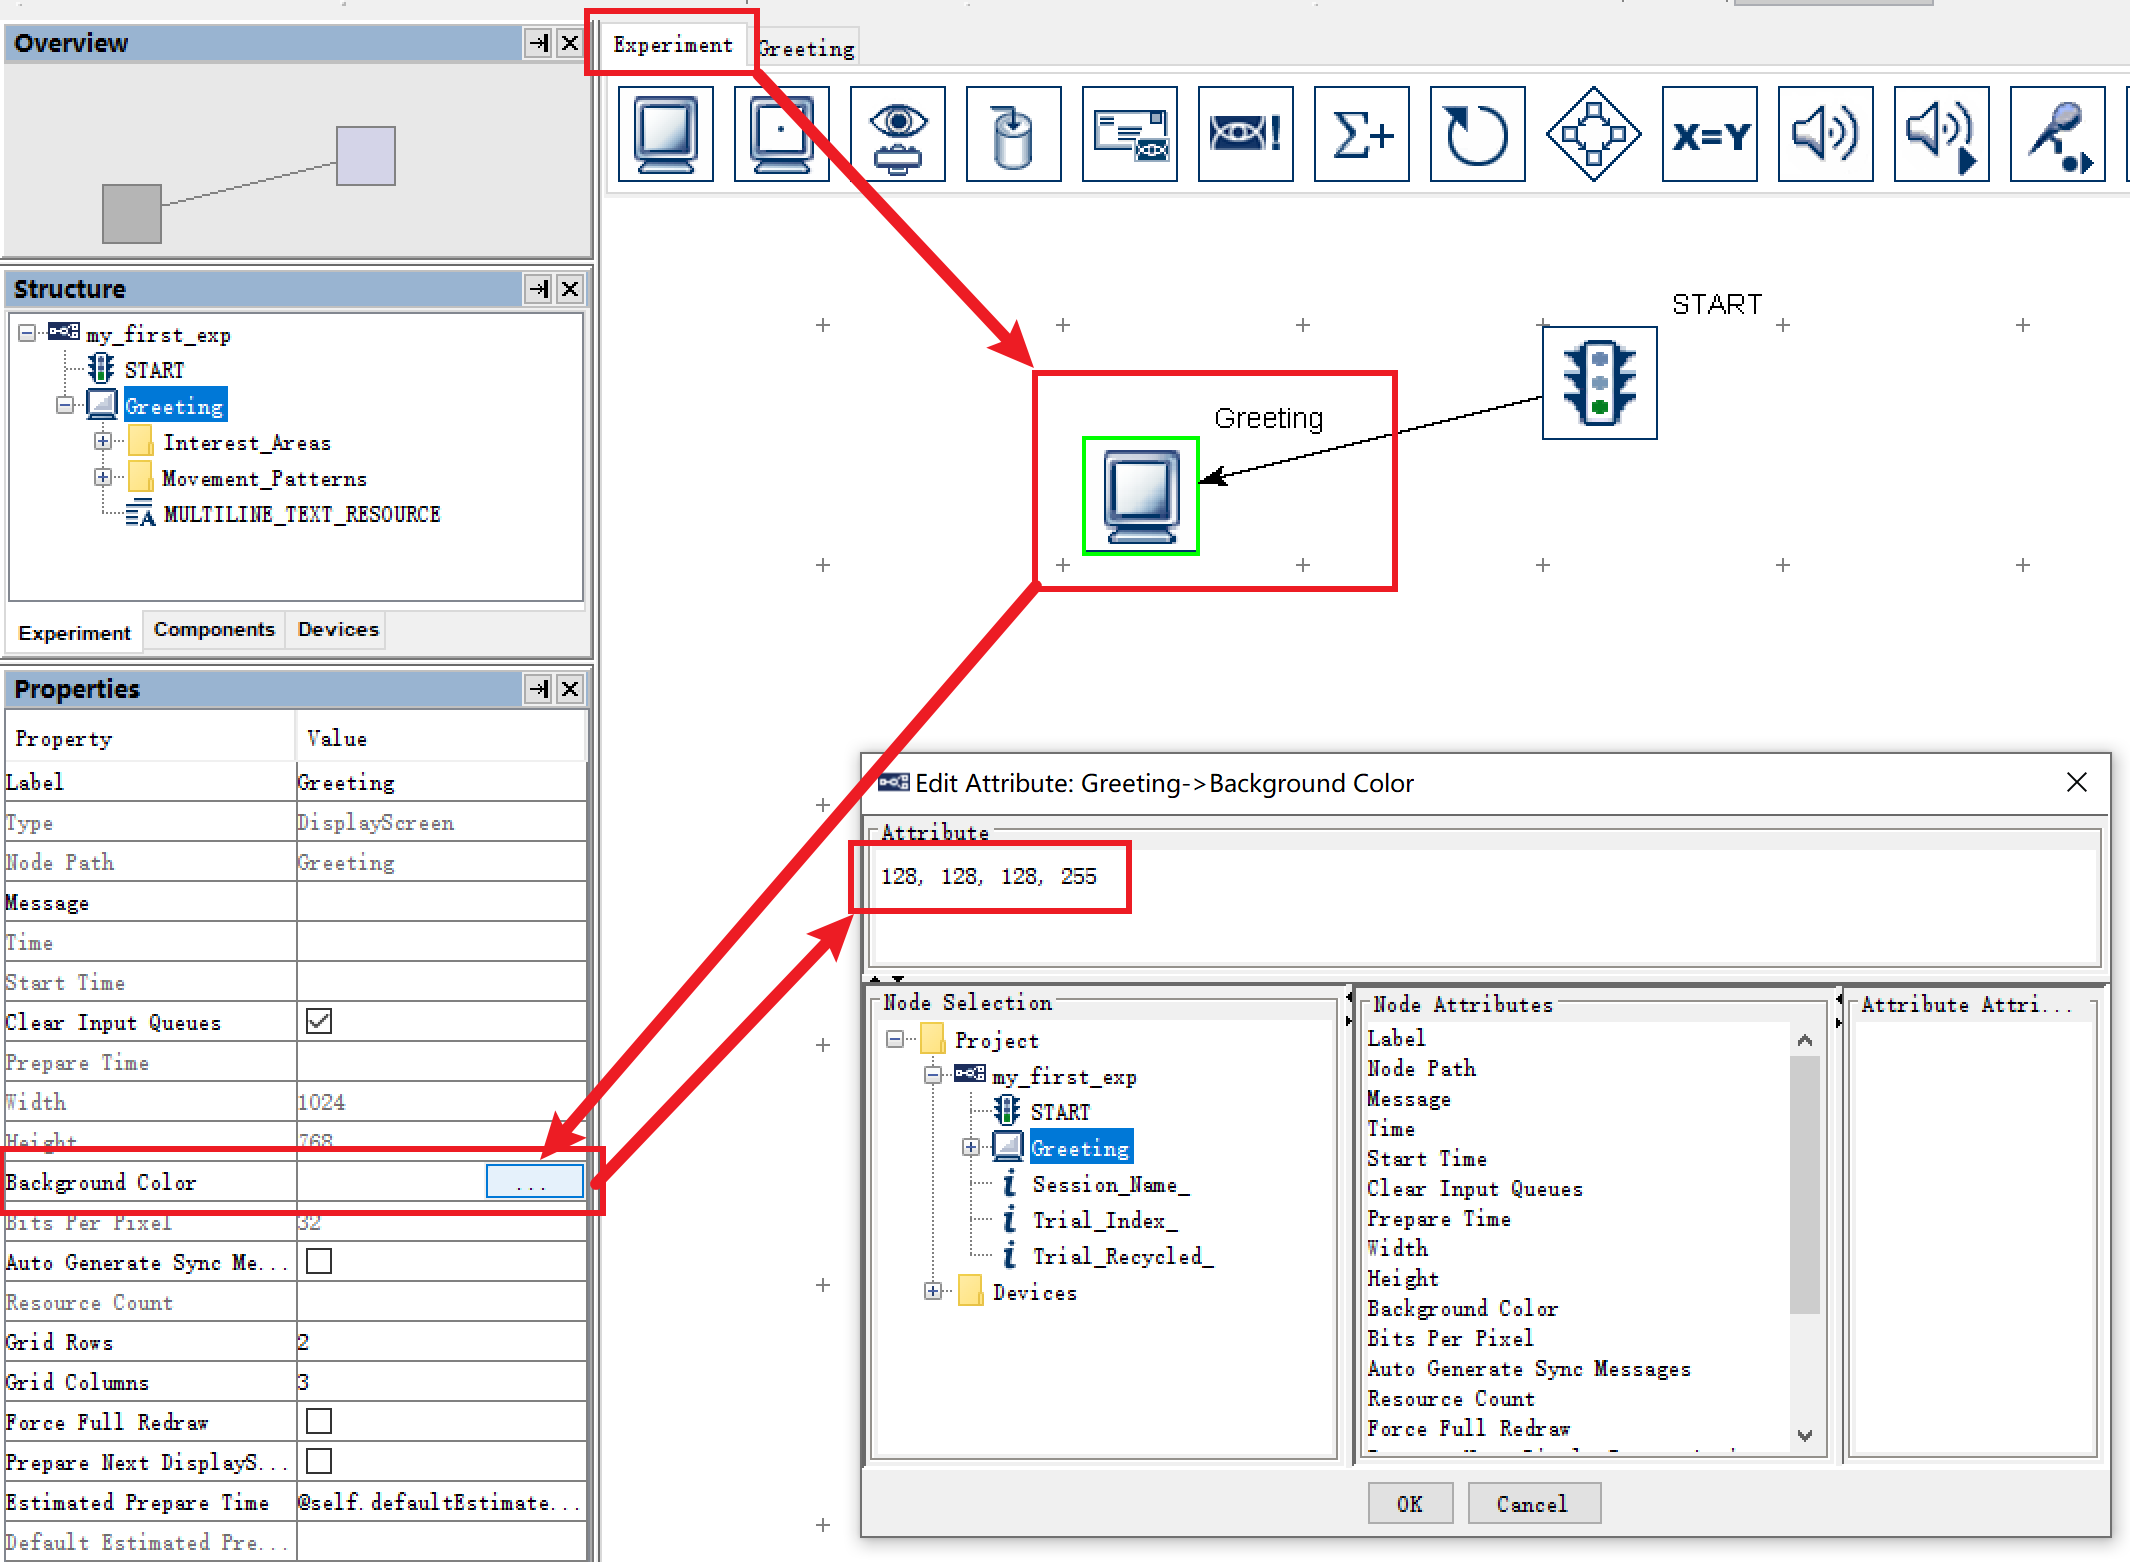 Overview
Experiment
Greeting
X=Y
Structure
my_first_exp
START
Greeting
Interest_Areas
Movement_Patterns
MULTILINE_TEXT_RESOURCE
Experiment
Components
Devices
START
Greeting
Properties
Property Value
Label Greeting
Type DisplayScreen
Node Path Greeting
Message
Time
Start Time
Clear Input Queues
Prepare Time
Width 1024
Height 768
Background Color ...
Bits Per Pixel 32
Auto Generate Sync Me...
Resource Count
Grid Rows 2
Grid Columns 3
Force Full Redraw
Prepare Next DisplayS...
Estimated Prepare Time @self.defaultEstimate...
Default Estimated Pre...
Edit Attribute: Greeting->Background Color
Attribute
128, 128, 128, 255
Node Selection
Project
my_first_exp
START
Greeting
Session_Name_
Trial_Index_
Trial_Recycled_
Devices
Node Attributes
Label
Node Path
Message
Time
Start Time
Clear Input Queues
Prepare Time
Width
Height
Background Color
Bits Per Pixel
Auto Generate Sync Messages
Resource Count
Force Full Redraw
Attribute Attri...
OK
Cancel